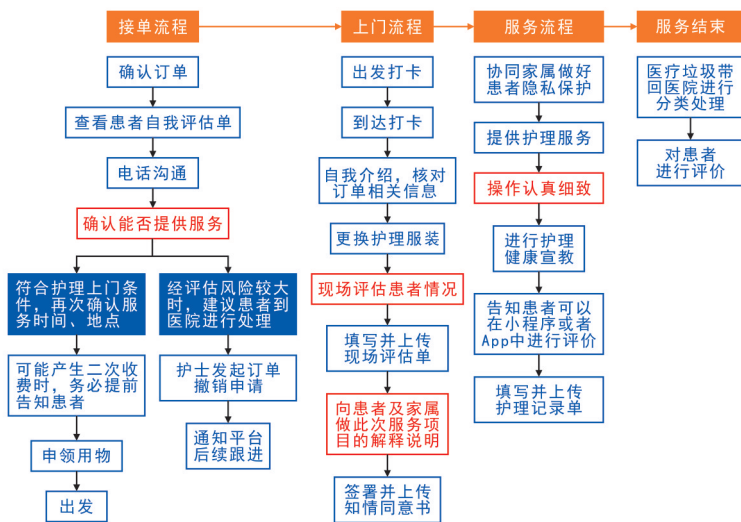 接单流程
上门流程
服务流程
服务结束
确认订单
查看患者自我评估单
电话沟通
确认能否提供服务
符合护理上门条
件，再次确认服
务时间、地点
可能产生二次收
费时，务必提前
告知患者
申领用物
出发
经评估风险较大
时，建议患者到
医院进行处理
护士发起订单
撤销申请
通知平台
后续跟进
出发打卡
到达打卡
自我介绍，核对
订单相关信息
更换护理服装
现场评估患者情况
填写并上传
现场评估单
向患者及家属
做此次服务项
目的解释说明
签署并上传
知情同意书
协同家属做好
患者隐私保护
提供护理服务
操作认真细致
进行护理
健康宣教
告知患者可以
在小程序或者
App中进行评价
填写并上传
护理记录单
医疗垃圾带
回医院进行
分类处理
对患者
进行评价